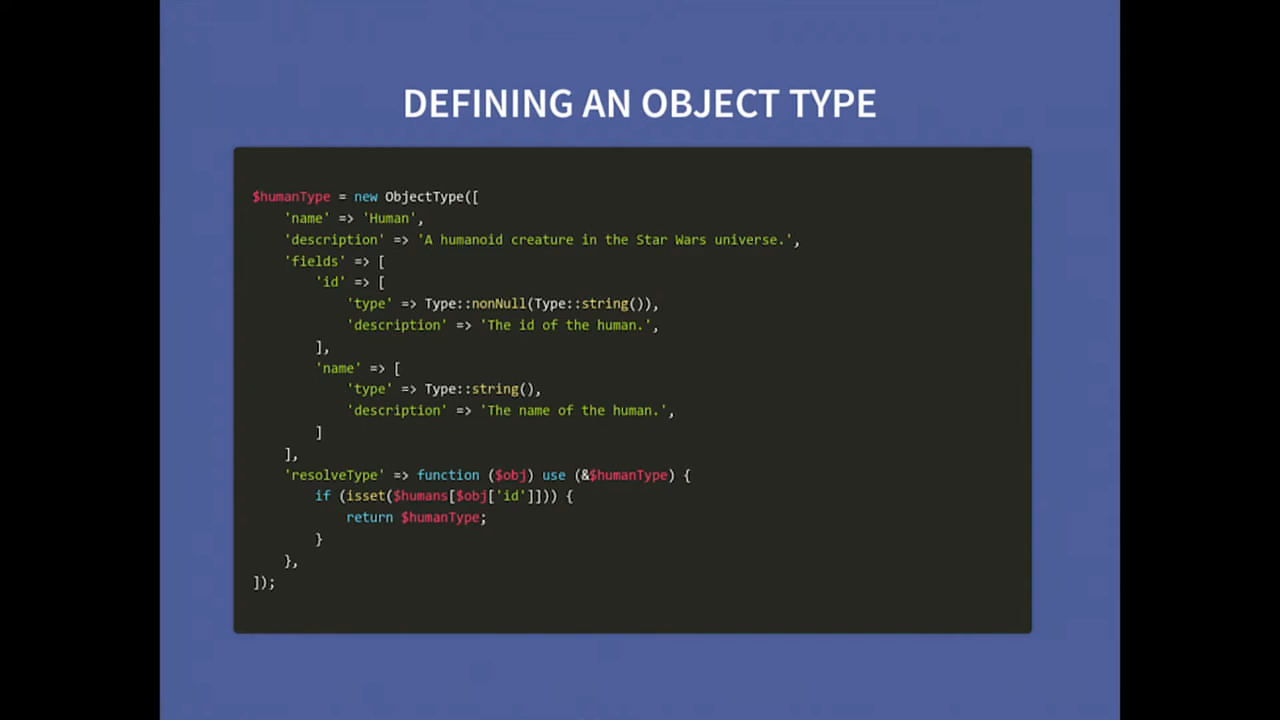 DEFINING AN OBJECT TYPE
$humanType = new ObjectType([
    'name' => 'Human',
    'description' => 'A humanoid creature in the Star Wars universe.',
    'fields' => [
        'id' => [
            'type' => Type::nonNull(Type::string()),
            'description' => 'The id of the human.',
        ],
        'name' => [
            'type' => Type::string(),
            'description' => 'The name of the human.',
        ]
    ],
    'resolveType' => function ($obj) use (&$humanType) {
        if (isset($humans[$obj['id']])) {
            return $humanType;
        }
    },
]);